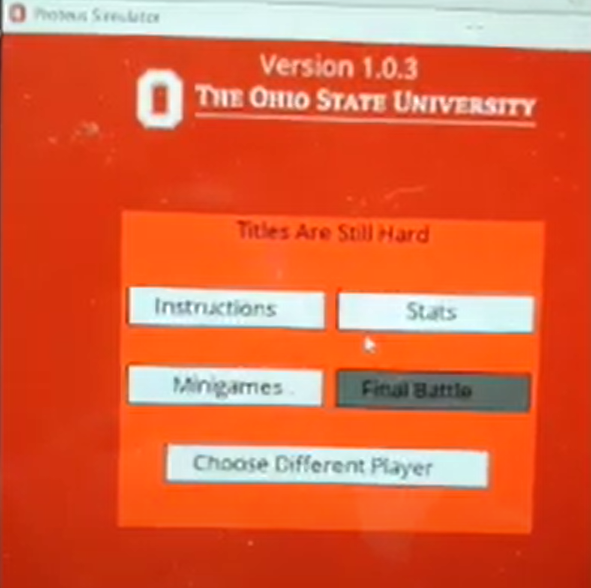 Proteus Simulator
Version 1.0.3
THE OHIO STATE UNIVERSITY
Titles Are Still Hard
Instructions
Stats
Minigames
Final Battle
Choose Different Player